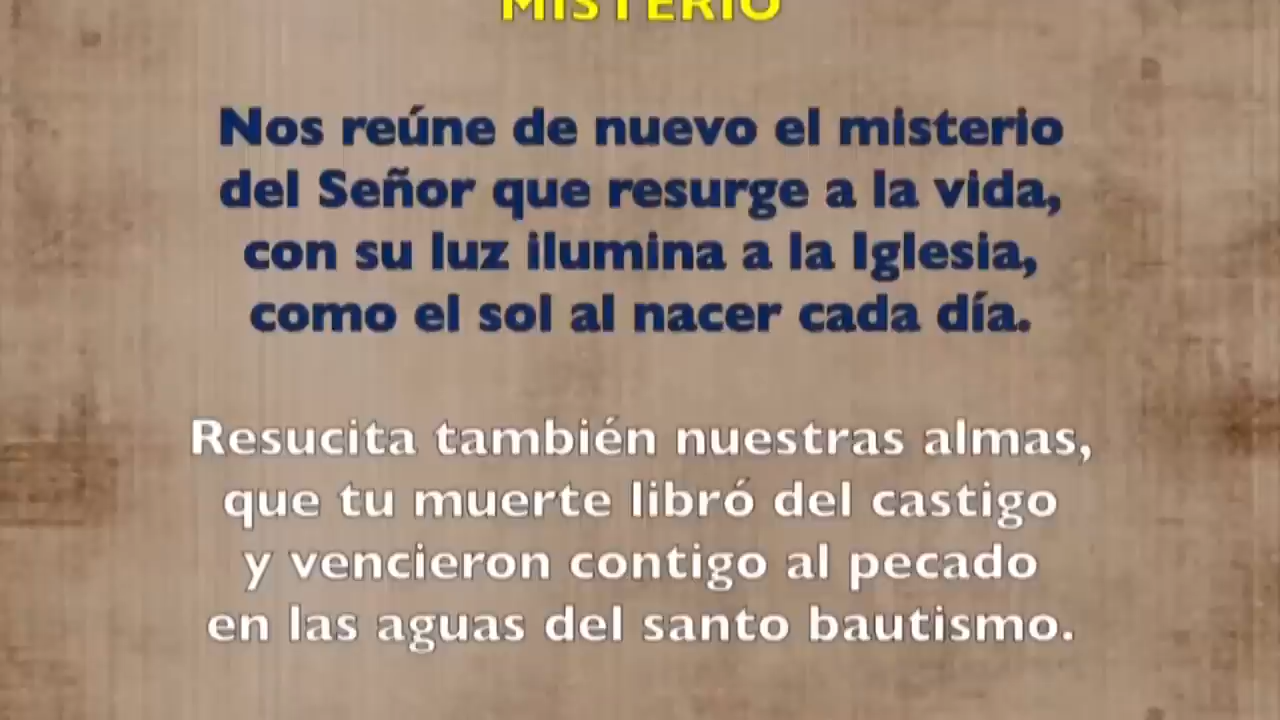 MISTERIO
Nos reúne de nuevo el misterio
del Señor que resurge a la vida,
con su luz ilumina a la Iglesia,
como el sol al nacer cada día.
Resucita también nuestras almas,
que tu muerte libró del castigo
y vencieron contigo al pecado
en las aguas del santo bautismo.